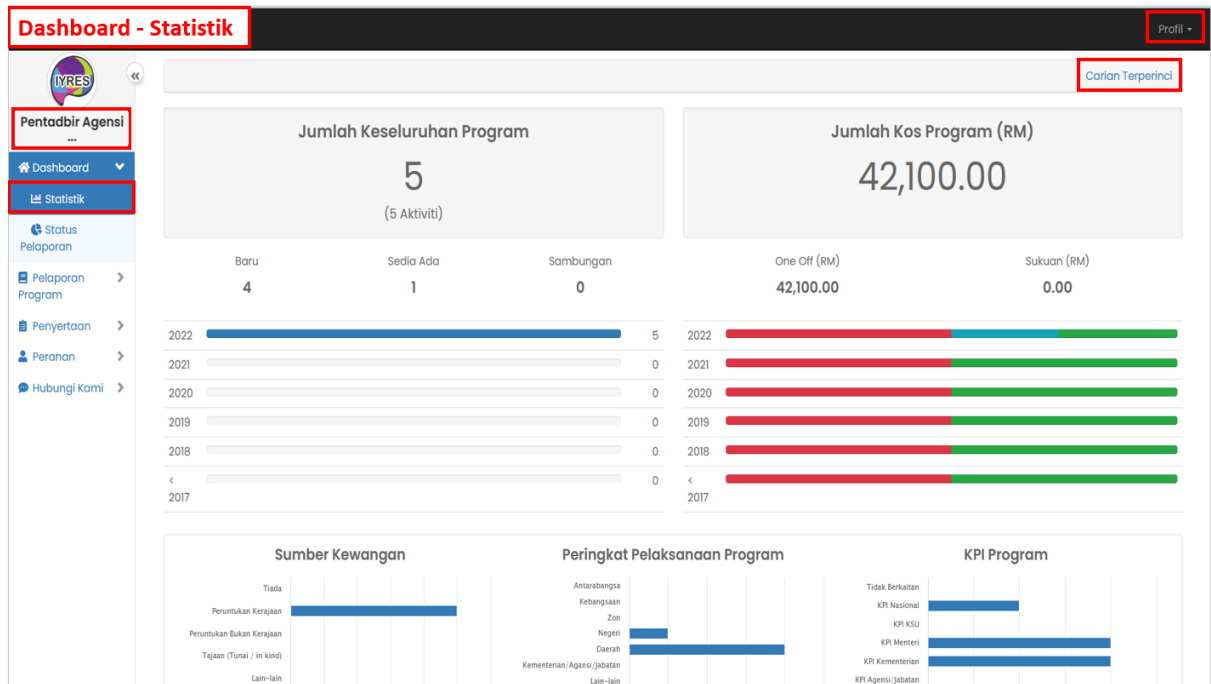 Dashboard - Statistik
Profil
IYRES
«
Carian Terperinci
Pentadbir Agensi
...
Dashboard
Statistik
Status
Pelaporan
Pelaporan
Program
Penyertaan
Peranan
Hubungi Kami
Jumlah Keseluruhan Program
5
(5 Aktiviti)
Jumlah Kos Program (RM)
42,100.00
Baru Sedia Ada Sambungan
4 1 0
One Off (RM) Sukuan (RM)
42,100.00 0.00
2022 5
2021 0
2020 0
2019 0
2018 0
< 0
2017
2022
2021
2020
2019
2018
<
2017
Sumber Kewangan
Tiada
Peruntukan Kerajaan
Peruntukan Bukan Kerajaan
Tajaan (Tunai / in kind)
Lain-lain
Peringkat Pelaksanaan Program
Antarabangsa
Kebangsaan
Zon
Negeri
Daerah
Kementerian/Agansi/Jabatan
Lain-lain
KPI Program
Tidak Berkaitan
KPI Nasional
KPI KSU
KPI Menteri
KPI Kementerian
KPI Agensi/Jabatan